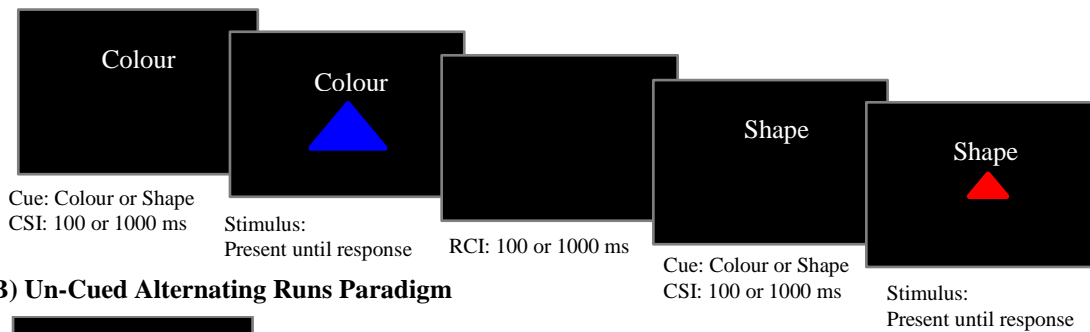 Colour
Cue: Colour or Shape
CSI: 100 or 1000 ms
Colour
Stimulus:
Present until response
RCI: 100 or 1000 ms
Shape
Cue: Colour or Shape
CSI: 100 or 1000 ms
Shape
Stimulus:
Present until response
B) Un-Cued Alternating Runs Paradigm